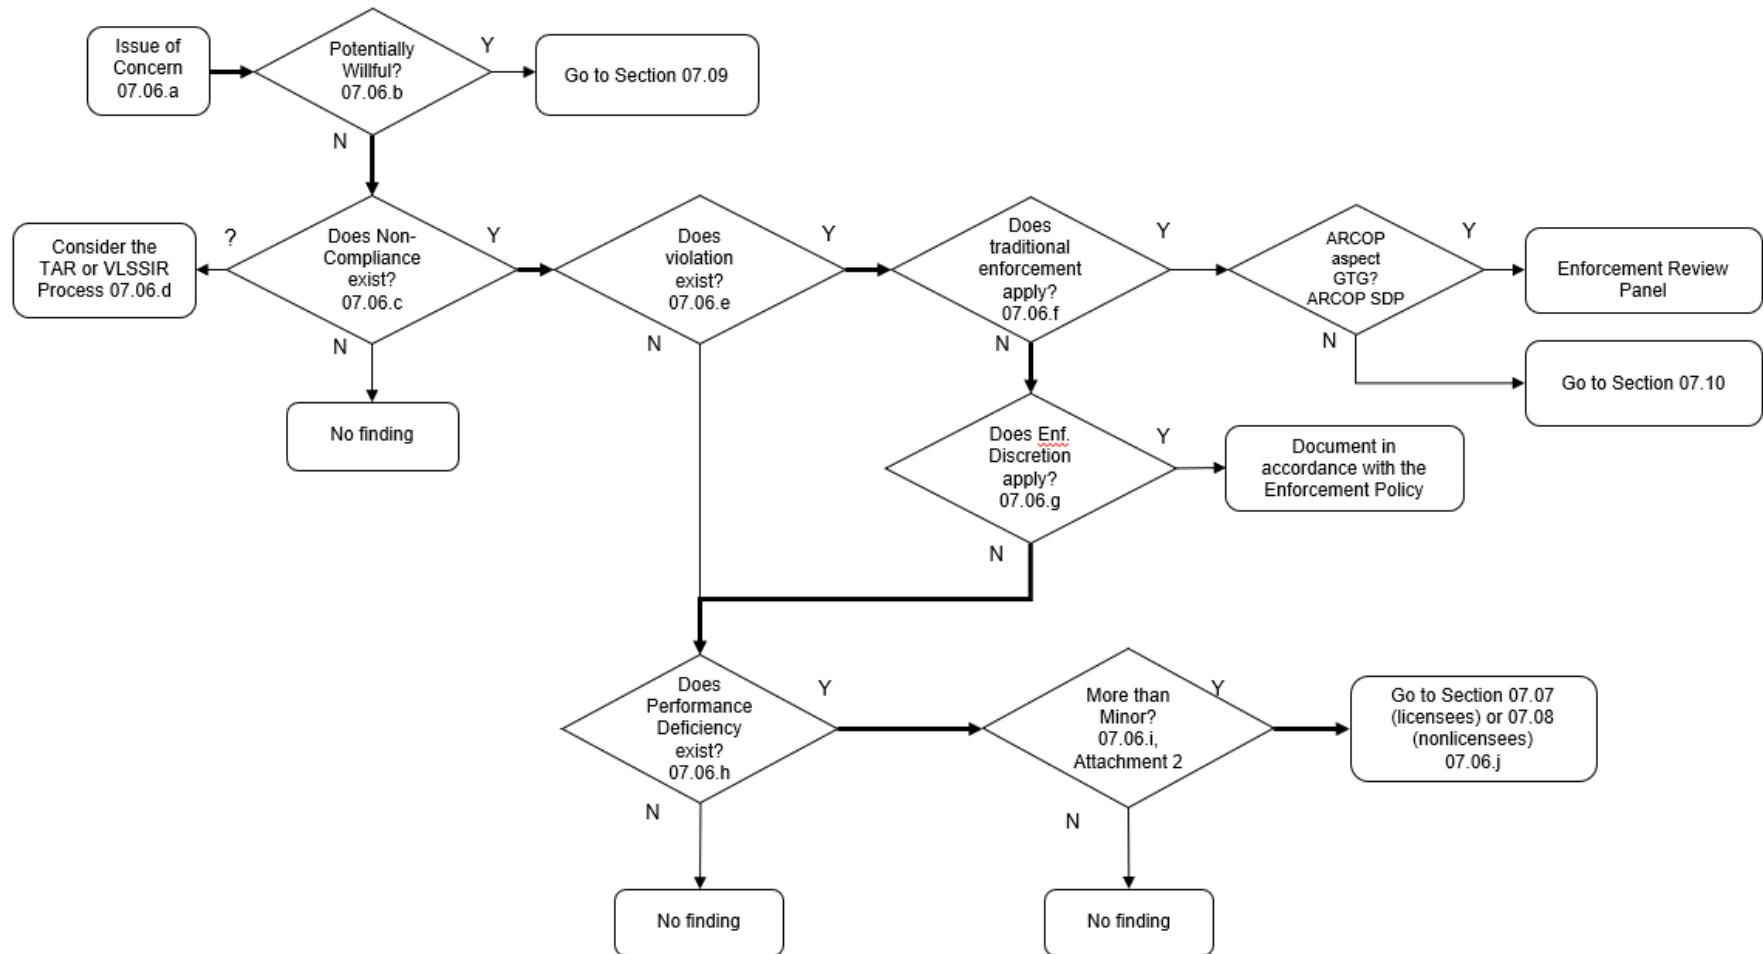 Issue of
Concern
07.06.a
Potentially
Willful?
07.06.b
Y
Go to Section 07.09
N
Consider the
TAR or VLSSIR
Process 07.06.d
?
Does Non-
Compliance
exist?
07.06.c
Y
N
No finding
Does
violation
exist?
07.06.e
Y
N
Does
traditional
enforcement
apply?
07.06.f
Y
N
ARCOP
aspect
GTG?
ARCOP SDP
Y
Enforcement Review
Panel
N
Go to Section 07.10
Does Enf.
Discretion
apply?
07.06.g
Y
Document in
accordance with the
Enforcement Policy
N
Does
Performance
Deficiency
exist?
07.06.h
Y
N
No finding
More than
Minor?
07.06.i,
Attachment 2
Y
Go to Section 07.07
(licensees) or 07.08
(nonlicensees)
07.06.j
N
No finding